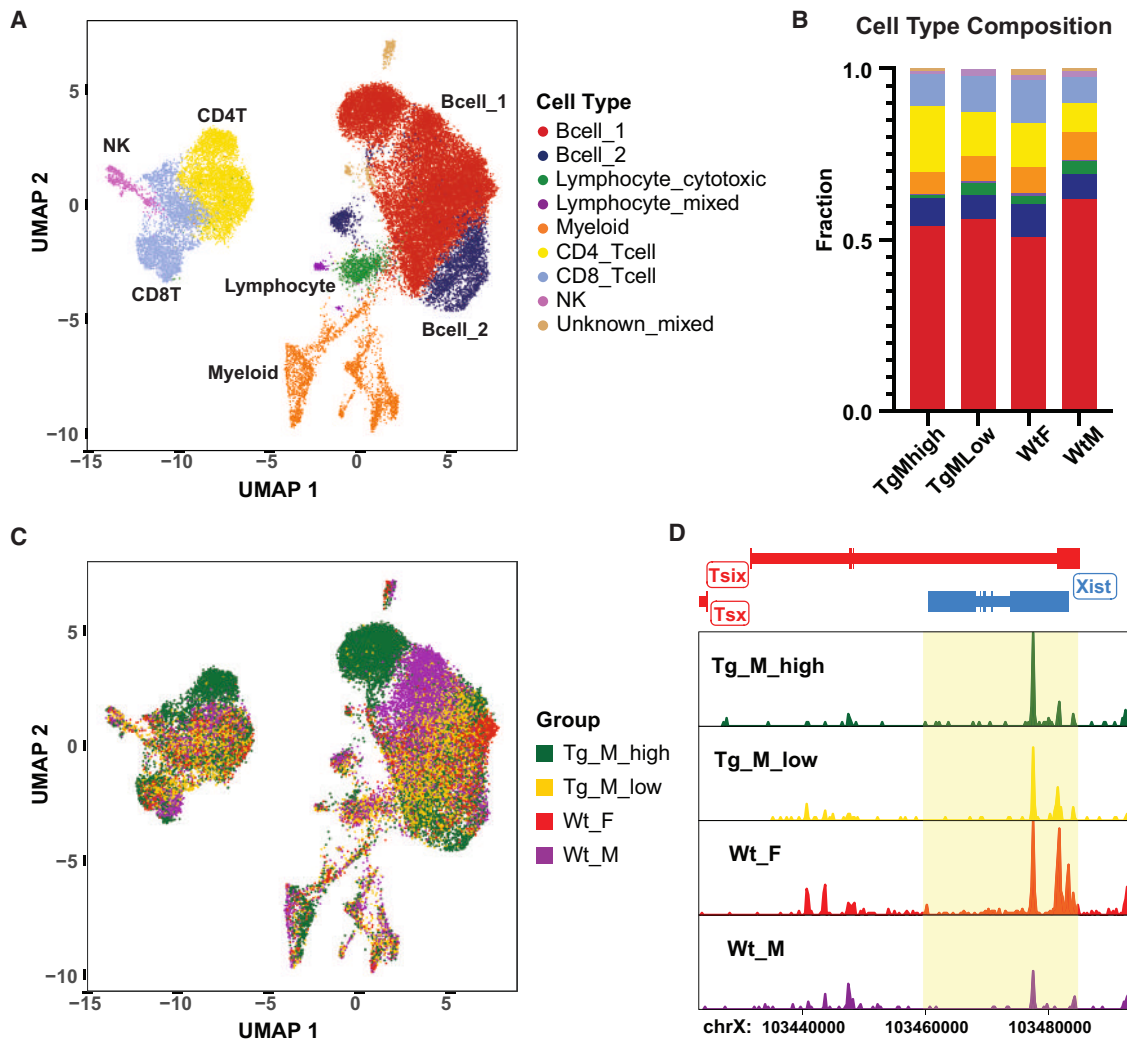 A
5
0
−5
−10
−15
−10
−5
0
5
UMAP 2
UMAP 1
CD4T
NK
CD8T
Bcell_1
Lymphocyte
Bcell_2
Myeloid
Cell Type
Bcell_1
Bcell_2
Lymphocyte_cytotoxic
Lymphocyte_mixed
Myeloid
CD4_Tcell
CD8_Tcell
NK
Unknown_mixed
B
Cell Type Composition
1.0
0.5
0.0
Fraction
TgMhigh
TgMLow
WtF
WtM
C
5
0
−5
−10
−15
−10
−5
0
5
UMAP 2
UMAP 1
Group
Tg_M_high
Tg_M_low
Wt_F
Wt_M
D
Tsix
Xist
Tsx
Tg_M_high
Tg_M_low
Wt_F
Wt_M
chrX: 103440000 103460000 103480000